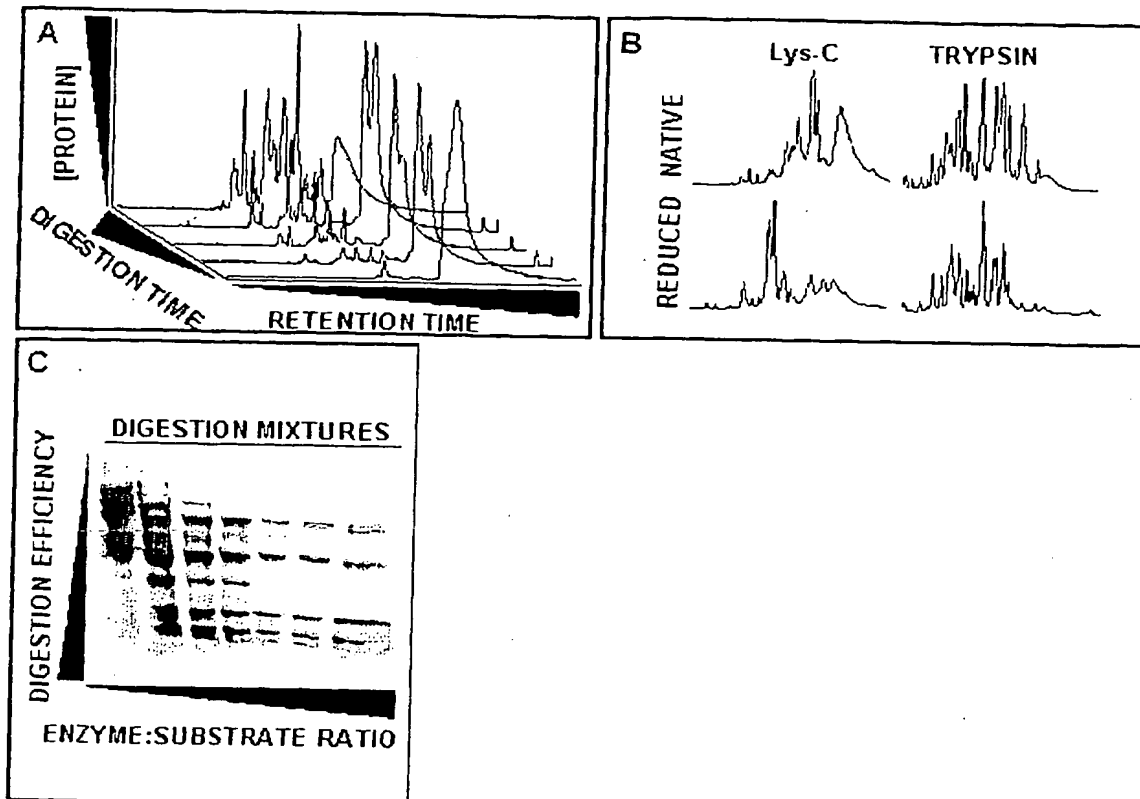 A
[PROTEIN]
DIGESTION TIME
RETENTION TIME
B
Lys-C TRYPSIN
NATIVE
REDUCED
C
DIGESTION MIXTURES
DIGESTION EFFICIENCY
ENZYME:SUBSTRATE RATIO